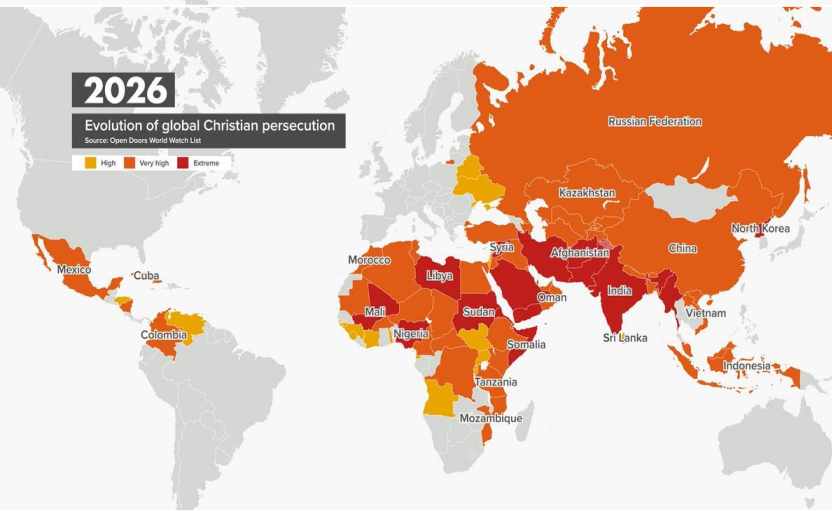 2026
Evolution of global Christian persecution
Source: Open Doors World Watch List
High
Very high
Extreme
Russian Federation
Kazakhstan
North Korea
China
Syria
Afghanistan
Morocco
Libya
Mexico
Cuba
India
Oman
Mali
Sudan
Vietnam
Colombia
Nigeria
Somalia
Sri Lanka
Indonesia
Tanzania
Mozambique